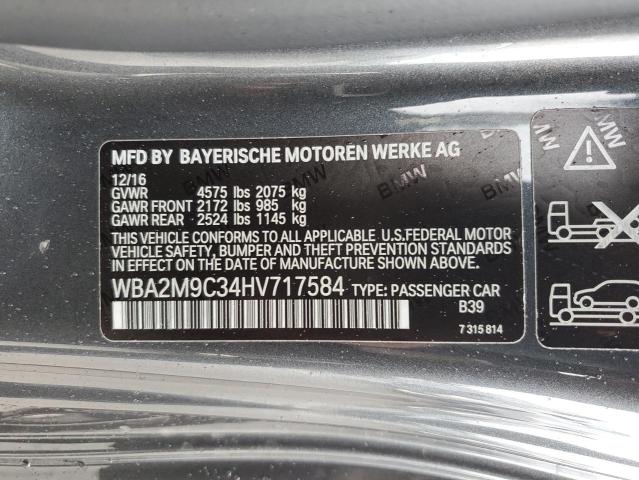 MFD BY BAYERISCHE MOTOREN WERKE AG
12/16
GVWR 4575 lbs 2075 kg
GAWR FRONT 2172 lbs 985 kg
GAWR REAR 2524 lbs 1145 kg
THIS VEHICLE CONFORMS TO ALL APPLICABLE U.S.FEDERAL MOTOR
VEHICLE SAFETY, BUMPER AND THEFT PREVENTION STANDARDS
IN EFFECT ON THE DATE OF MANUFACTURE SHOWN ABOVE.
WBA2M9C34HV717584 TYPE: PASSENGER CAR
B39
7 315 814